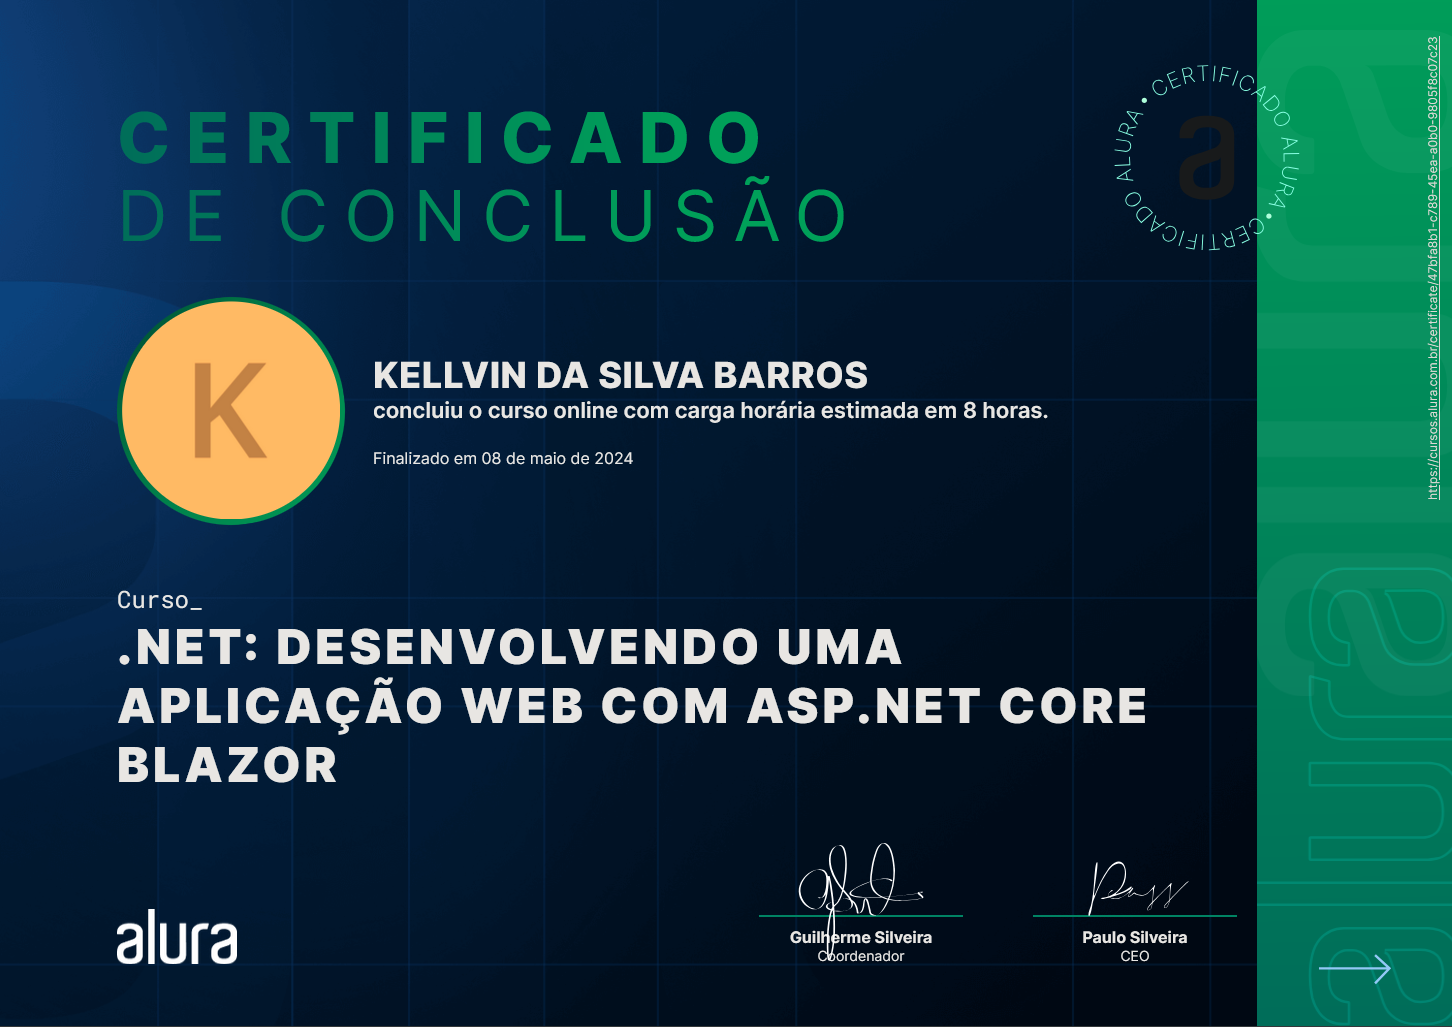 CERTIFICADO
DE CONCLUSÃO
CERTIFICADO ALURA • CERTIFICADO ALURA •
a
https://cursos.alura.com.br/certificate/47bfa8b1-c789-45ea-a0b0-9805f8c07c23
K
KELLVIN DA SILVA BARROS
concluiu o curso online com carga horária estimada em 8 horas.
Finalizado em 08 de maio de 2024
Curso_
.NET: DESENVOLVENDO UMA
APLICAÇÃO WEB COM ASP.NET CORE
BLAZOR
alura
Guilherme Silveira
Coordenador
Paulo Silveira
CEO
alura